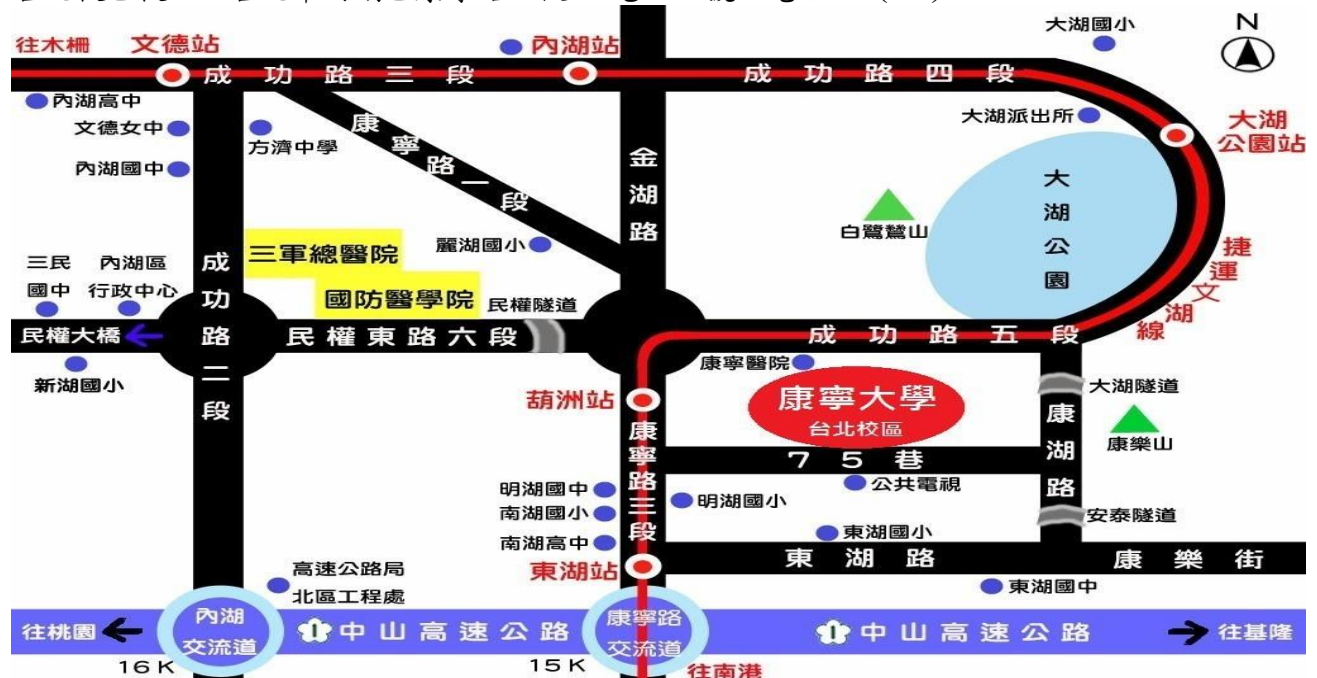 大湖國小
N
往木柵
文德站
內湖站
成功路三段
成功路四段
內湖高中
文德女中
方濟中學
內湖國中
康寧路一段
金湖路
大湖派出所
大湖公園站
大湖公園
白鷺鷥山
麗湖國小
三軍總醫院
國防醫學院
三民國中
內湖區行政中心
成功路二段
民權隧道
捷運文湖線
民權大橋
民權東路六段
成功路五段
新湖國小
康寧醫院
康寧大學
台北校區
葫洲站
大湖隧道
康樂山
康湖路
75巷
康寧路三段
明湖國中
明湖國小
公共電視
南湖國小
安泰隧道
南湖高中
東湖國小
東湖站
東湖路
康樂街
高速公路局
北區工程處
東湖國中
往桃園
內湖
交流道
1中山高速公路
康寧路
交流道
1中山高速公路
往基隆
16K
15K
往南港